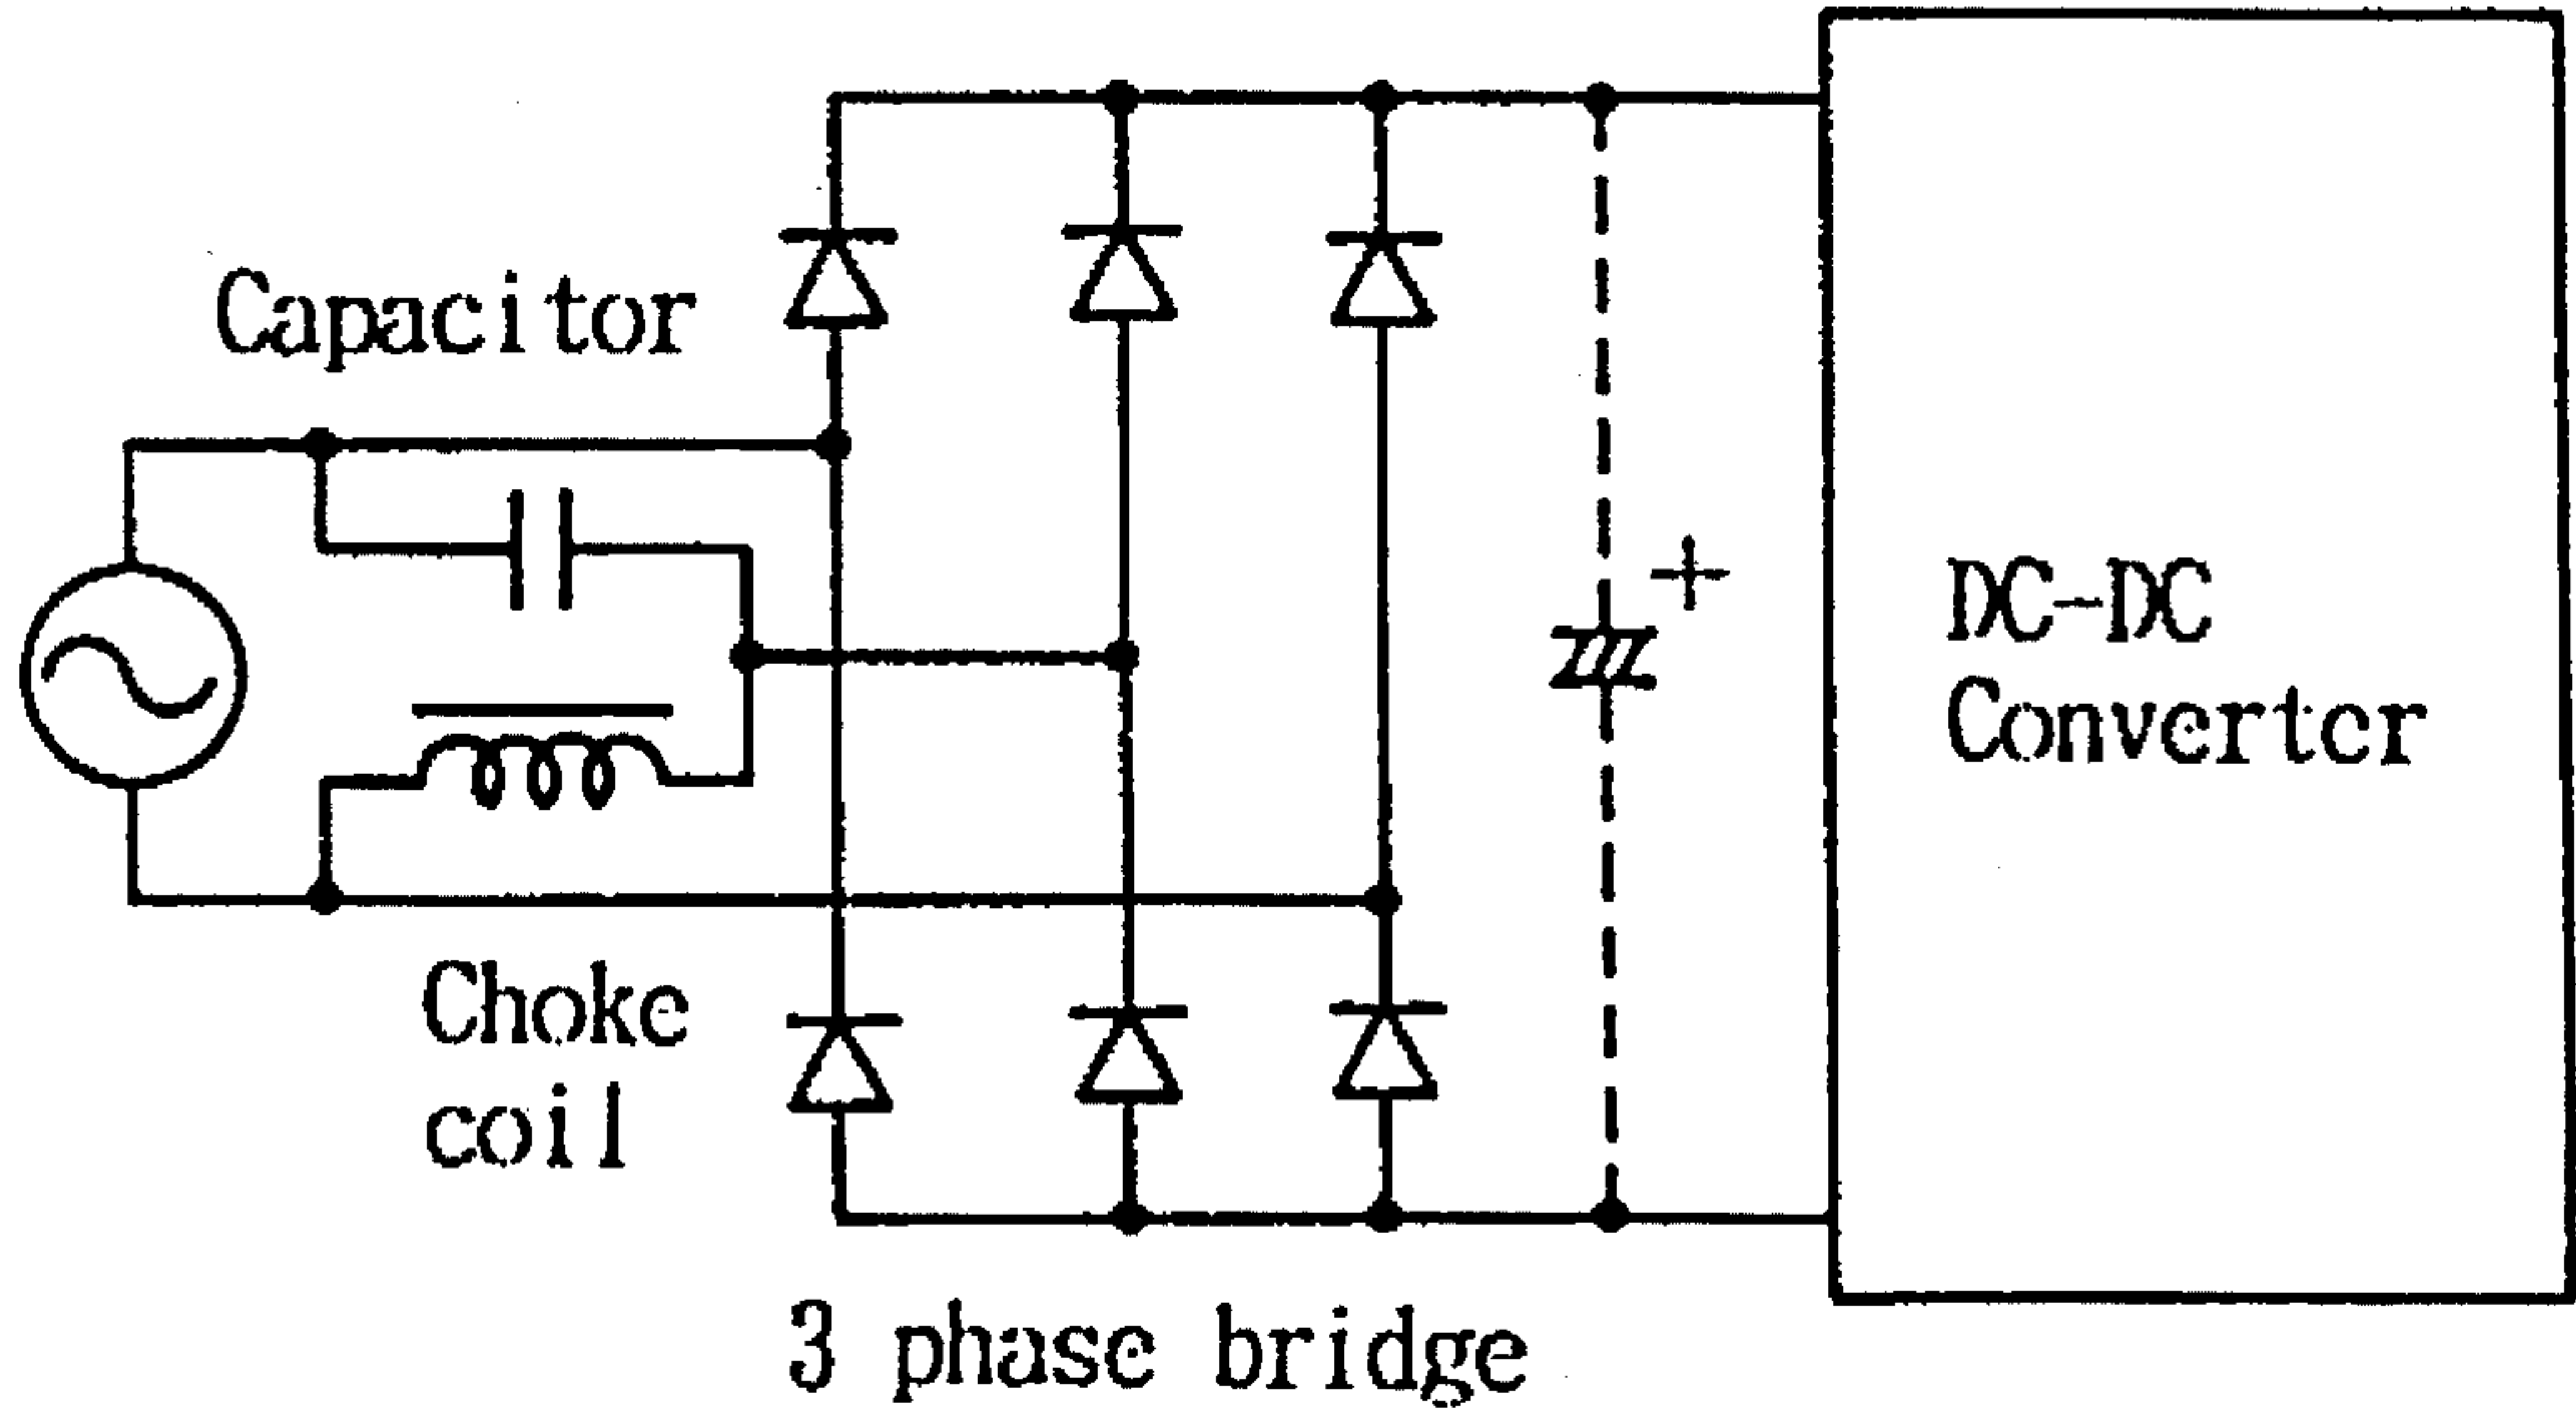 Capacitor
+
DC-DC
Converter
Choke
coil
3 phase bridge